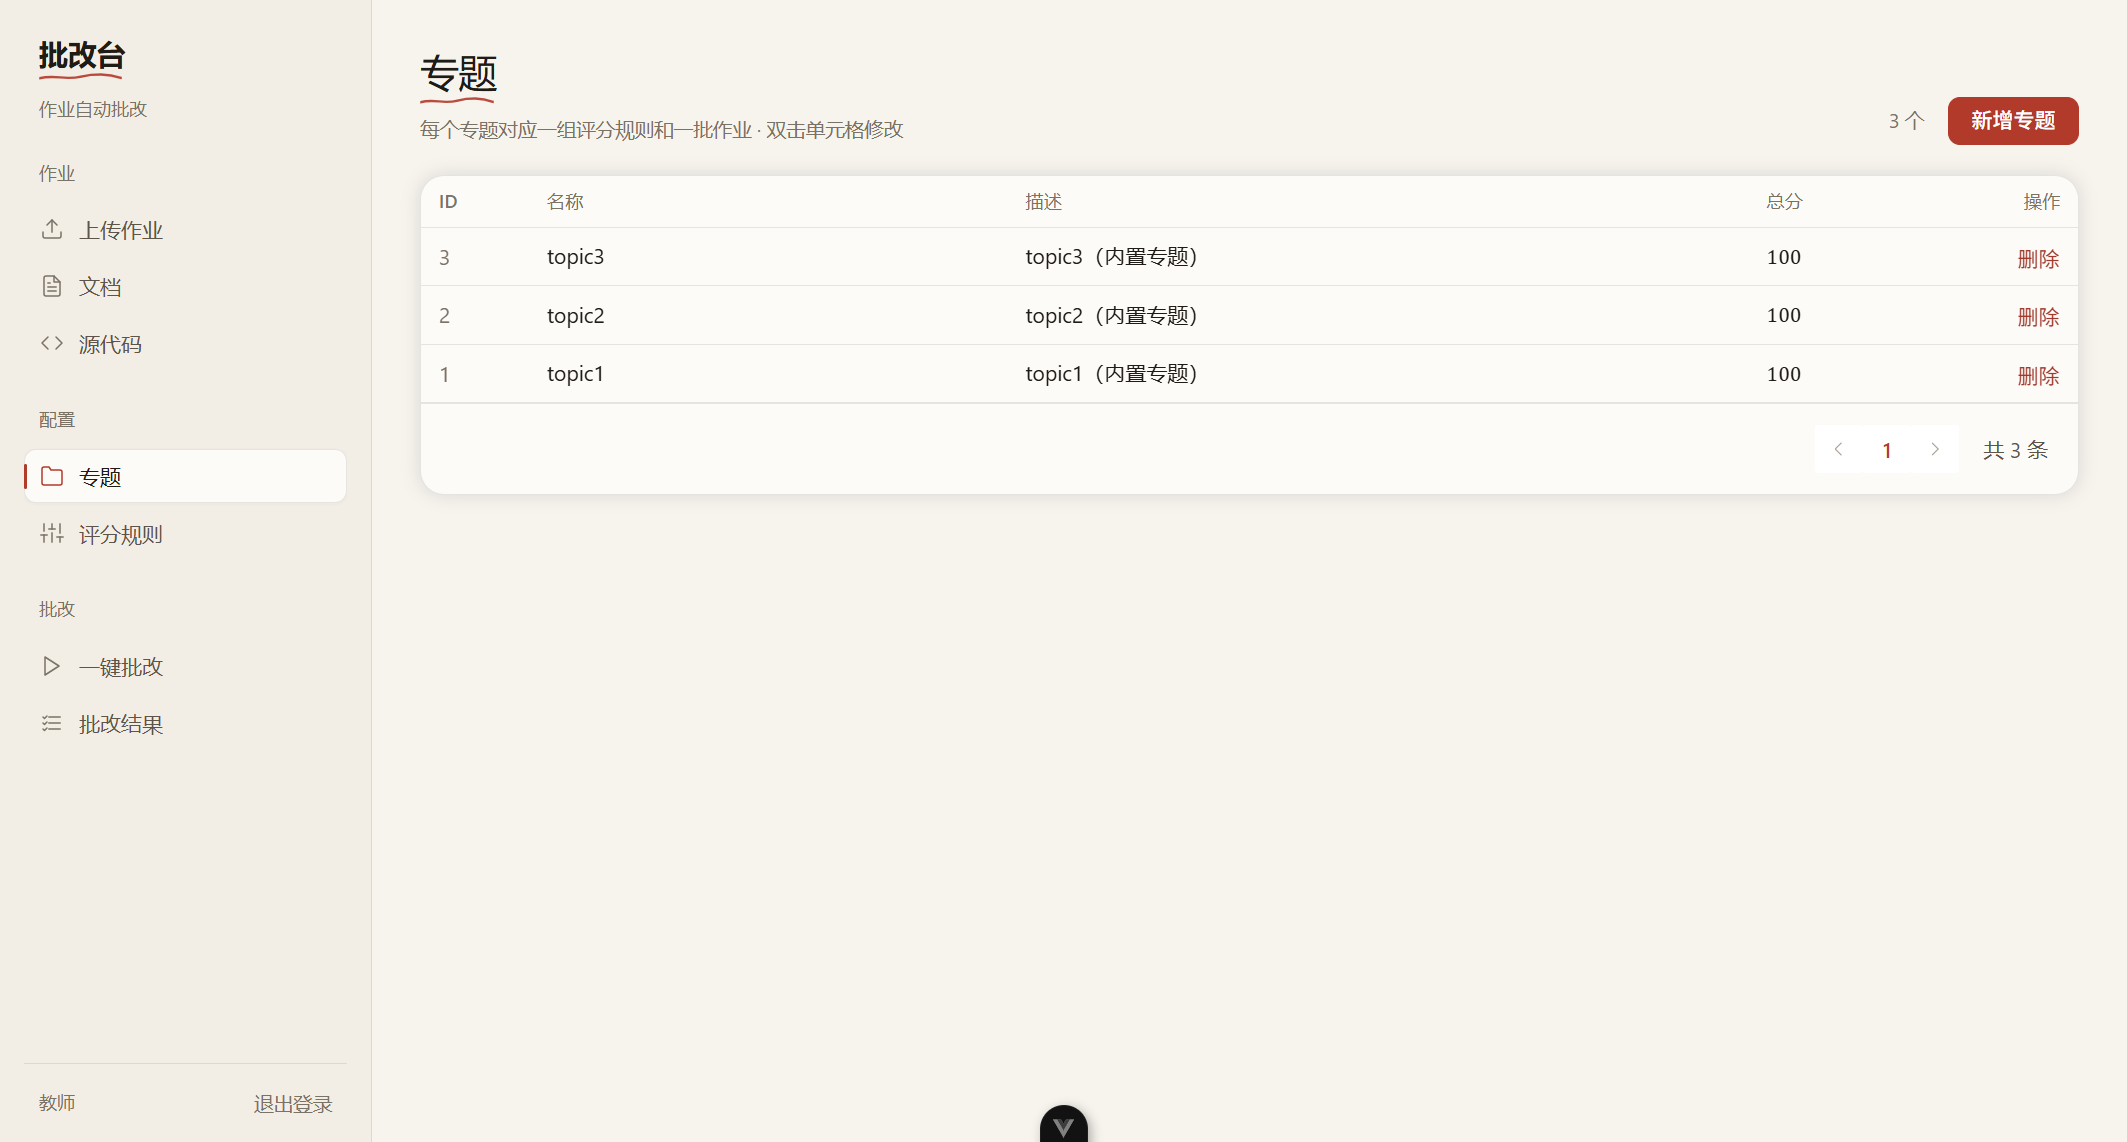 批改台
作业自动批改
作业
上传作业
文档
源代码
配置
专题
评分规则
批改
一键批改
批改结果
教师 退出登录
专题
每个专题对应一组评分规则和一批作业 · 双击单元格修改
3 个 新增专题
ID 名称 描述 总分 操作
3 topic3 topic3（内置专题） 100 删除
2 topic2 topic2（内置专题） 100 删除
1 topic1 topic1（内置专题） 100 删除
1 共 3 条